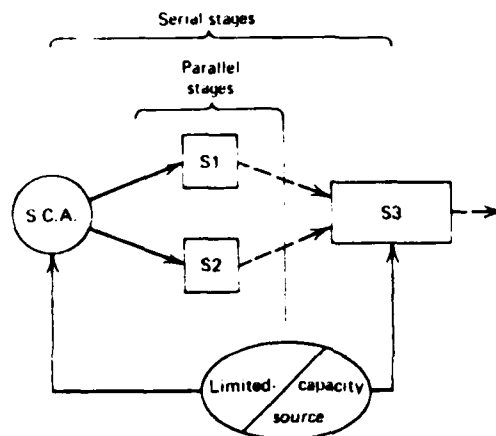 Serial stages
Parallel
stages
S1
S.C.A.
S3
S2
Limited- capacity
source